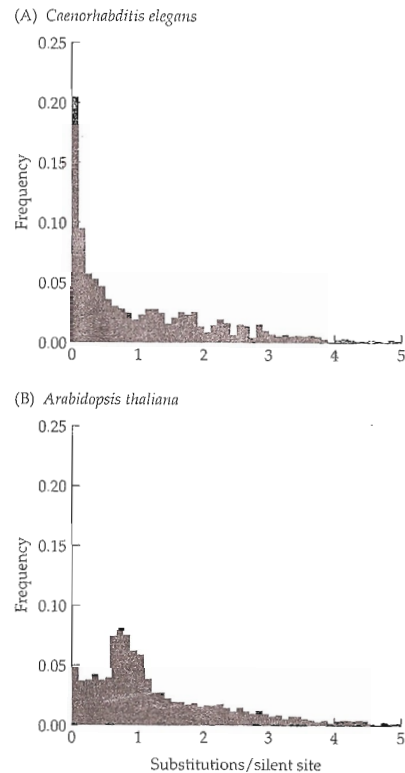 (A) Caenorhabditis elegans
Frequency
0.25
0.20
0.15
0.10
0.05
0.00
0 1 2 3 4 5
(B) Arabidopsis thaliana
Frequency
0.25
0.20
0.15
0.10
0.05
0.00
0 1 2 3 4 5
Substitutions/silent site